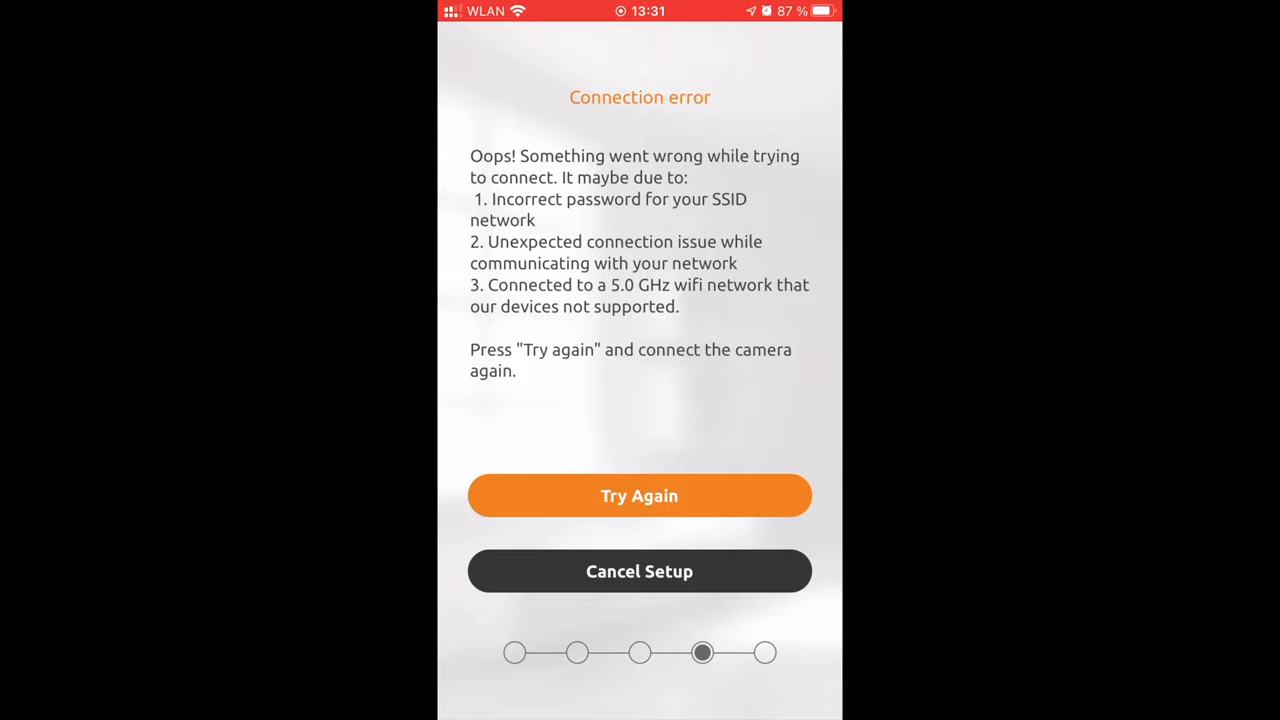 WLAN 13:31 87 %
Connection error
Oops! Something went wrong while trying
to connect. It maybe due to:
1. Incorrect password for your SSID
network
2. Unexpected connection issue while
communicating with your network
3. Connected to a 5.0 GHz wifi network that
our devices not supported.
Press "Try again" and connect the camera
again.
Try Again
Cancel Setup